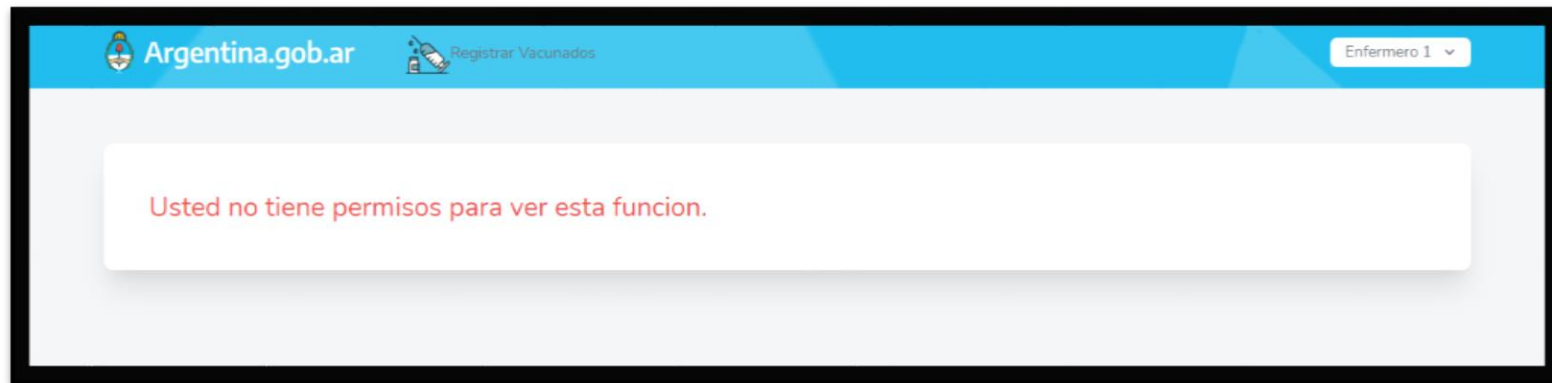 Argentina.gob.ar
Registrar Vacunados
Enfermero 1
Usted no tiene permisos para ver esta funcion.